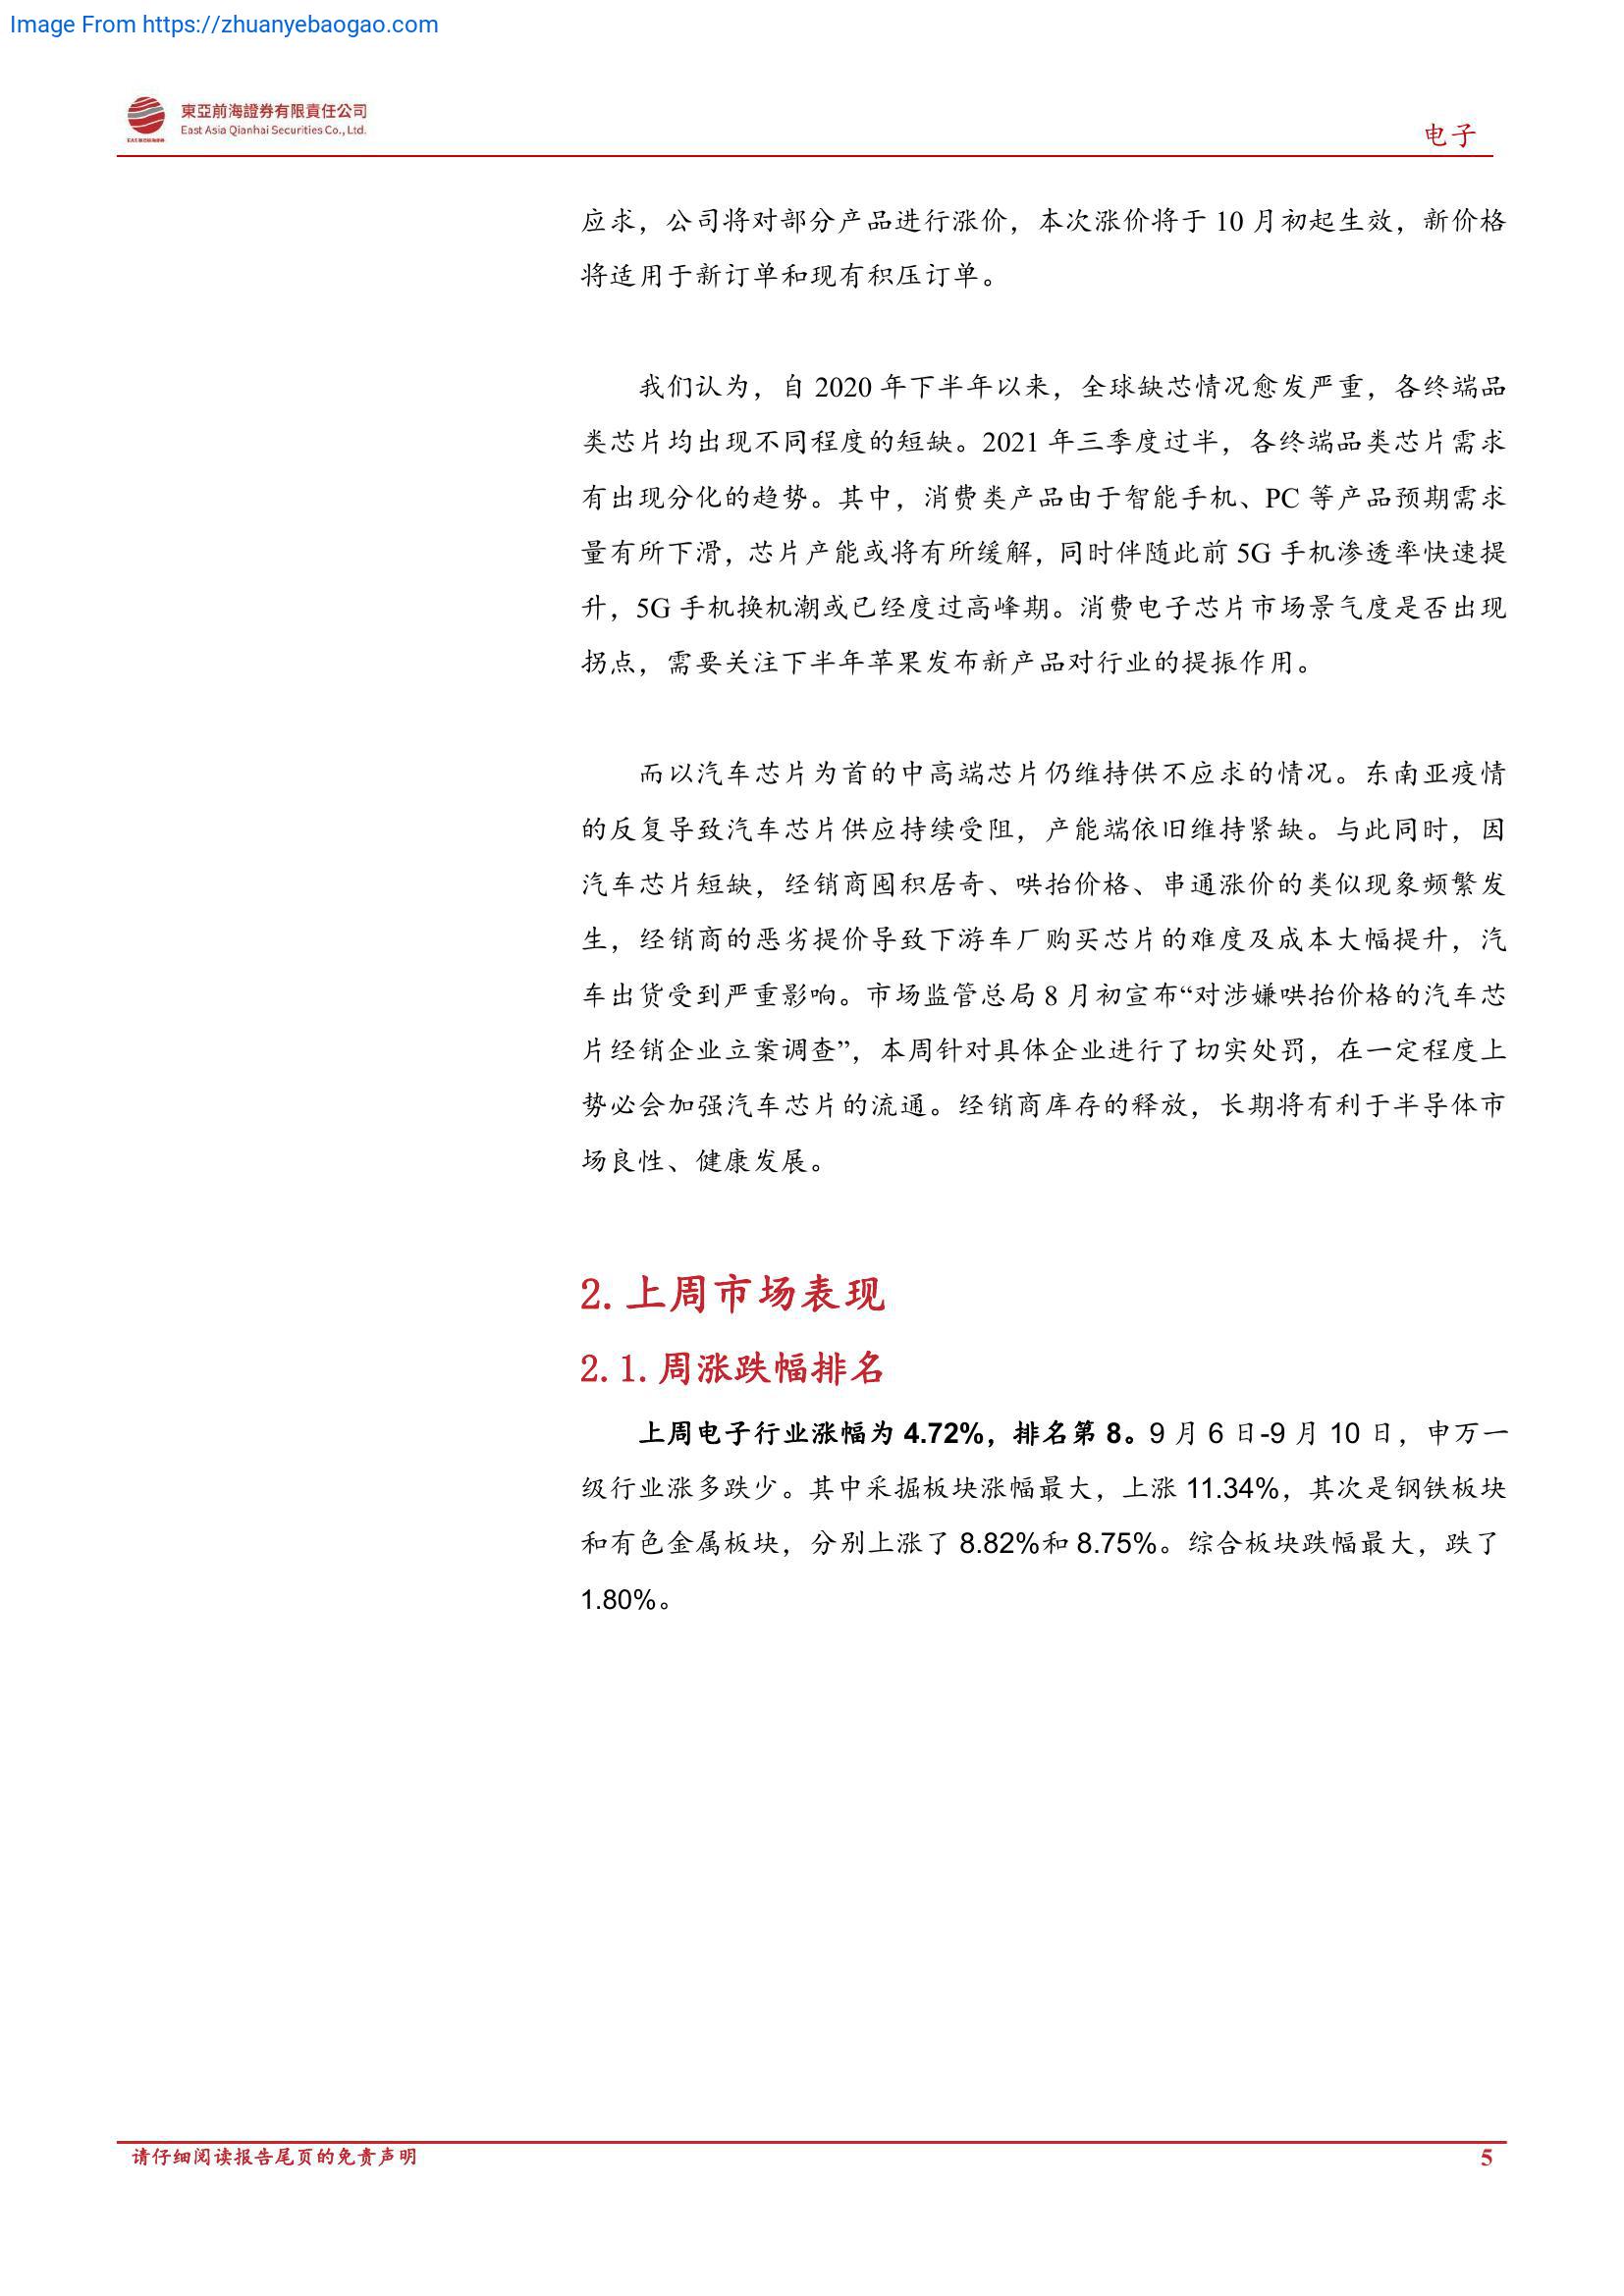 Image From https://zhuanyebaogao.com
東亞前海證券有限責任公司
East Asia Qianhai Securities Co., Ltd.
电子
应求，公司将对部分产品进行涨价，本次涨价将于 10 月初起生效，新价格
将适用于新订单和现有积压订单。
我们认为，自 2020 年下半年以来，全球缺芯情况愈发严重，各终端品
类芯片均出现不同程度的短缺。2021 年三季度过半，各终端品类芯片需求
有出现分化的趋势。其中，消费类产品由于智能手机、PC 等产品预期需求
量有所下滑，芯片产能或将有所缓解，同时伴随此前 5G 手机渗透率快速提
升，5G 手机换机潮或已经度过高峰期。消费电子芯片市场景气度是否出现
拐点，需要关注下半年苹果发布新产品对行业的提振作用。
而以汽车芯片为首的中高端芯片仍维持供不应求的情况。东南亚疫情
的反复导致汽车芯片供应持续受阻，产能端依旧维持紧缺。与此同时，因
汽车芯片短缺，经销商囤积居奇、哄抬价格、串通涨价的类似现象频繁发
生，经销商的恶劣提价导致下游车厂购买芯片的难度及成本大幅提升，汽
车出货受到严重影响。市场监管总局 8 月初宣布“对涉嫌哄抬价格的汽车芯
片经销企业立案调查”，本周针对具体企业进行了切实处罚，在一定程度上
势必会加强汽车芯片的流通。经销商库存的释放，长期将有利于半导体市
场良性、健康发展。
2. 上周市场表现
2.1. 周涨跌幅排名
上周电子行业涨幅为 4.72%，排名第 8。9 月 6 日-9 月 10 日，申万一
级行业涨多跌少。其中采掘板块涨幅最大，上涨 11.34%，其次是钢铁板块
和有色金属板块，分别上涨了 8.82%和 8.75%。综合板块跌幅最大，跌了
1.80%。
请仔细阅读报告尾页的免责声明
5